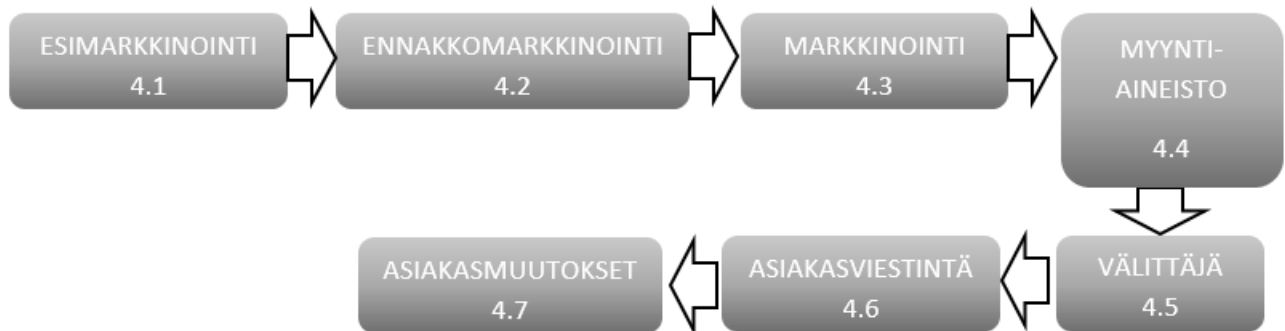 ESIMARKKINOINTI
4.1
ENNAKKOMARKKINOINTI
4.2
MARKKINOINTI
4.3
MYYNTI-
AINEISTO
4.4
VÄLITTÄJÄ
4.5
ASIAKASVIESTINTÄ
4.6
ASIAKASMUUTOKSET
4.7